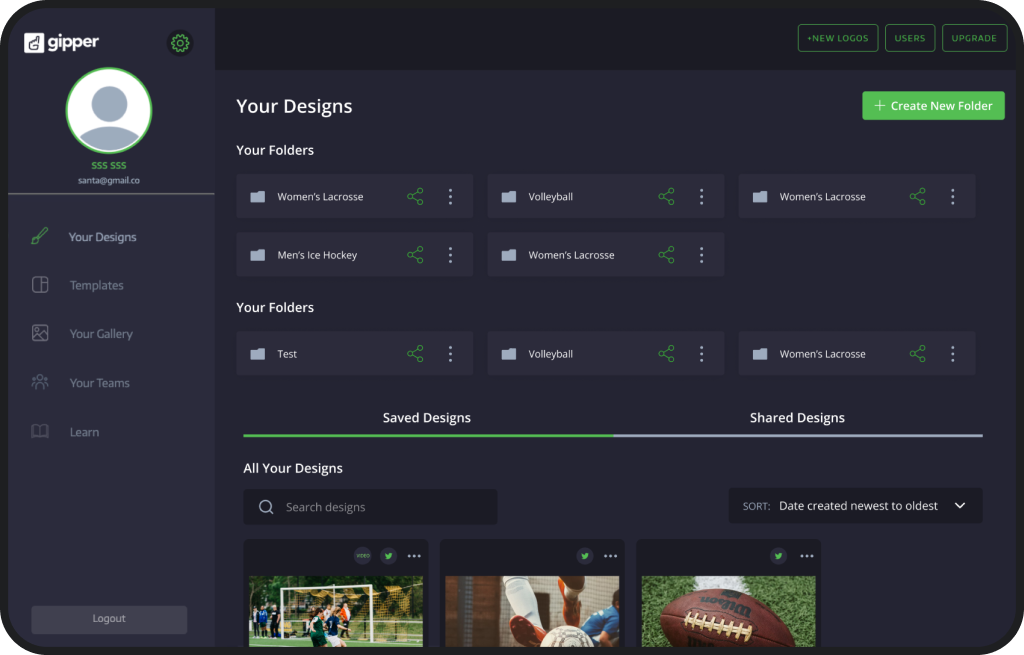 gipper
+NEW LOGOS
USERS
UPGRADE
SSS SSS
santa@gmail.co
Your Designs
Templates
Your Gallery
Your Teams
Learn
Logout
Your Designs
+ Create New Folder
Your Folders
Women's Lacrosse
Volleyball
Women's Lacrosse
Men's Ice Hockey
Women's Lacrosse
Your Folders
Test
Volleyball
Women's Lacrosse
Saved Designs
Shared Designs
All Your Designs
Search designs
SORT: Date created newest to oldest
VIDEO
Wilson